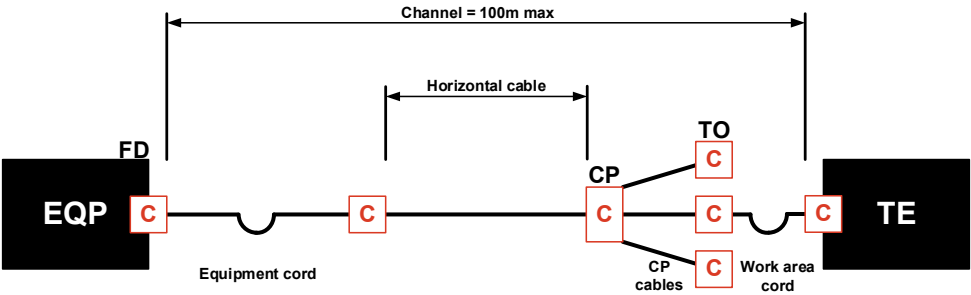 Channel = 100m max
Horizontal cable
FD
TO
C
CP
EQP
C
C
C
C
C
TE
C
Equipment cord
CP
cables
Work area
cord